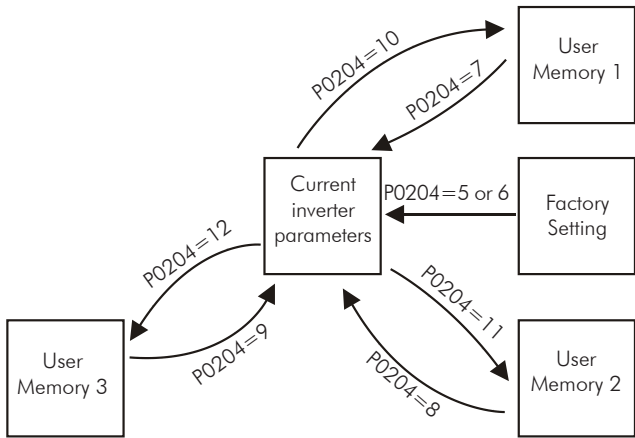 P0204=10
User
Memory 1
P0204=7
Current
inverter
parameters
P0204=5 or 6
Factory
Setting
P0204=12
P0204=11
P0204=9
P0204=8
User
Memory 3
User
Memory 2